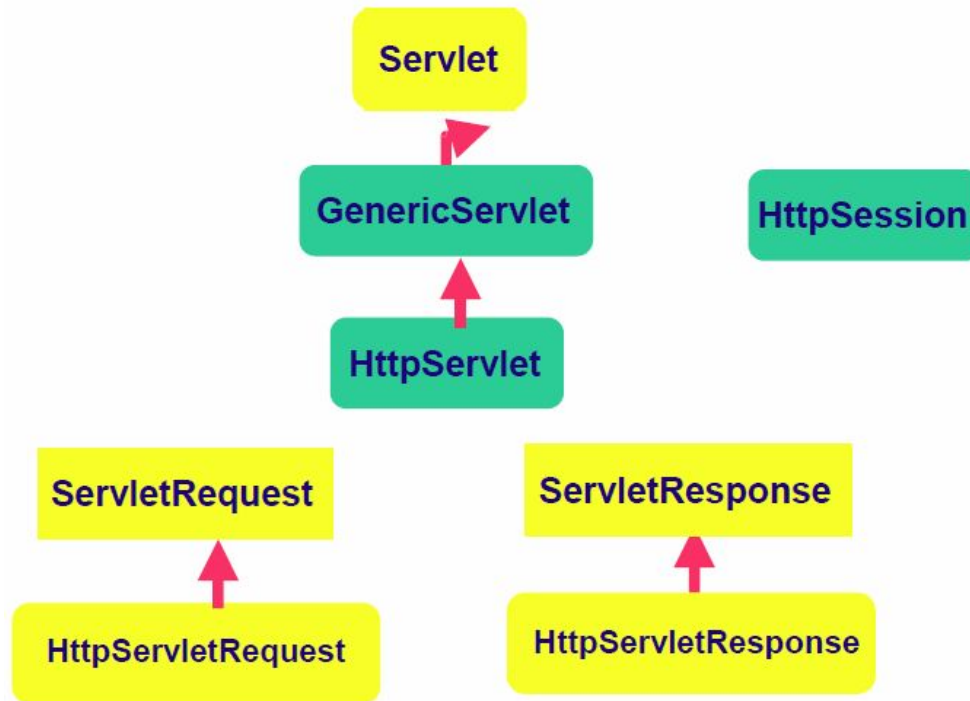 Servlet
GenericServlet
HttpSession
HttpServlet
ServletRequest
ServletResponse
HttpServletRequest
HttpServletResponse